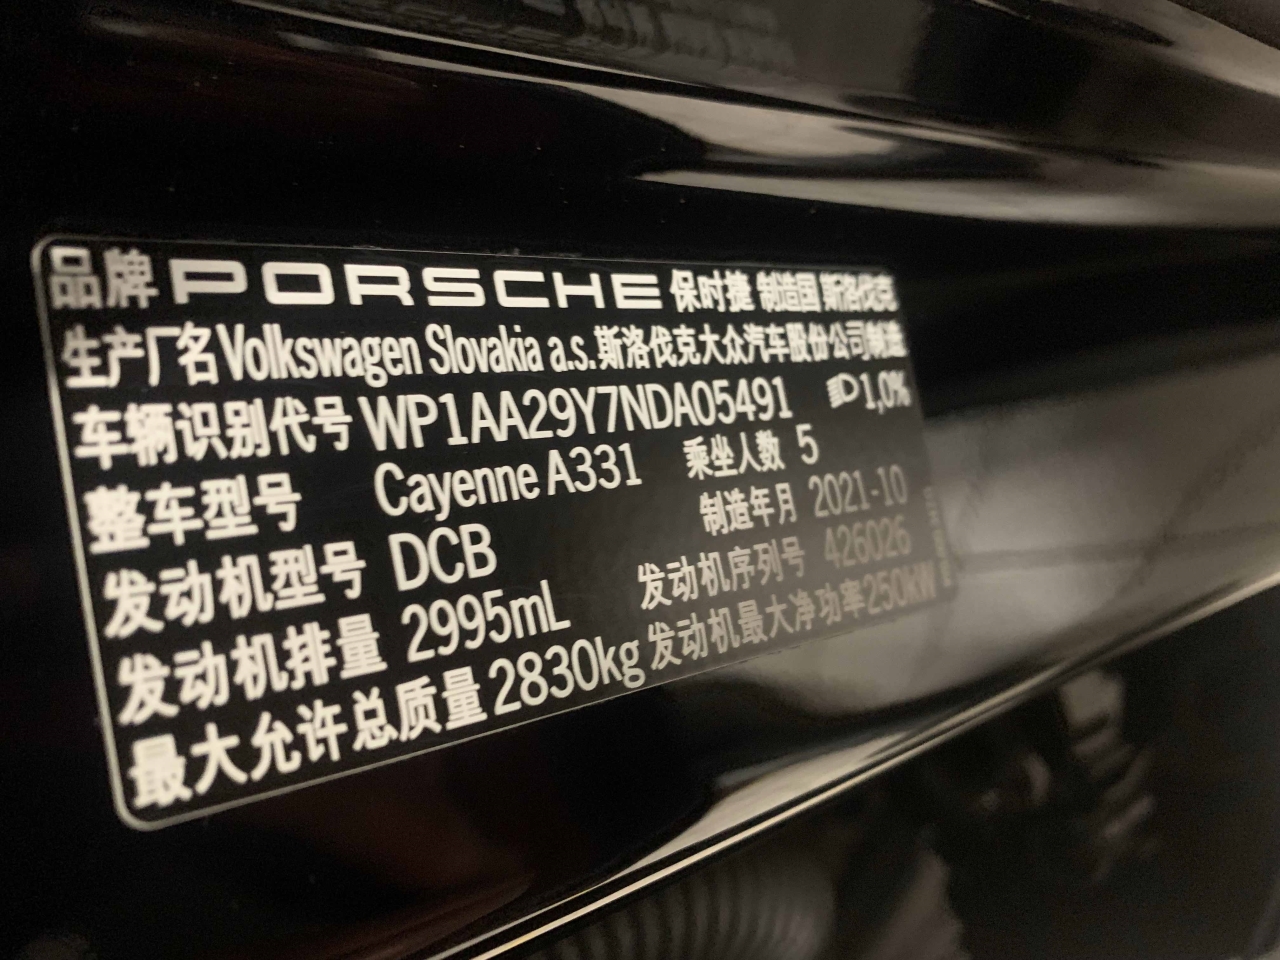 品牌 PORSCHE 保时捷 制造国 斯洛伐克
生产厂名 Volkswagen Slovakia a.s. 斯洛伐克大众汽车股份公司制造
车辆识别代号 WP1AA29Y7NDA05491 1,0%
整车型号 Cayenne A331 乘坐人数 5
发动机型号 DCB 制造年月 2021-10
发动机排量 2995mL 发动机序列号 426026
最大允许总质量 2830kg 发动机最大净功率 250kW